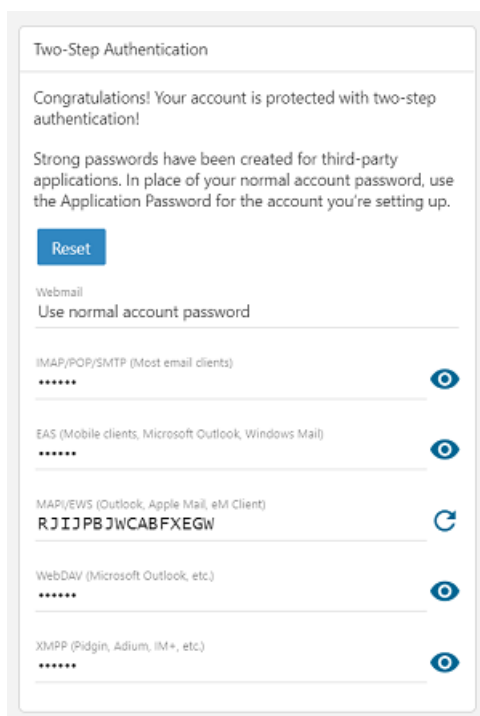 Two-Step Authentication
Congratulations! Your account is protected with two-step
authentication!
Strong passwords have been created for third-party
applications. In place of your normal account password, use
the Application Password for the account you're setting up.
Reset
Webmail
Use normal account password
IMAP/POP/SMTP (Most email clients)
••••••
EAS (Mobile clients, Microsoft Outlook, Windows Mail)
••••••
MAPI/EWS (Outlook, Apple Mail, eM Client)
RJIJPBJWCABFXEGW
WebDAV (Microsoft Outlook, etc.)
••••••
XMPP (Pidgin, Adium, IM+, etc.)
••••••